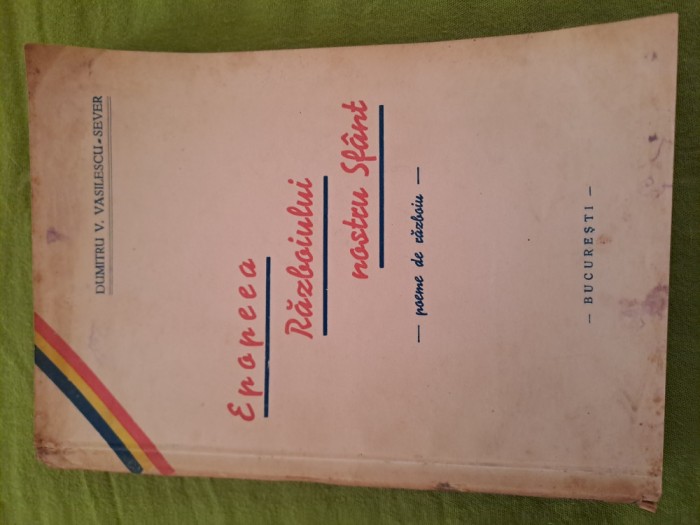 DUMITRU V. VASILESCU-SEVER
Epopeea
Războiului
nostru Sfânt
— poeme de războiu —
— BUCUREȘTI —